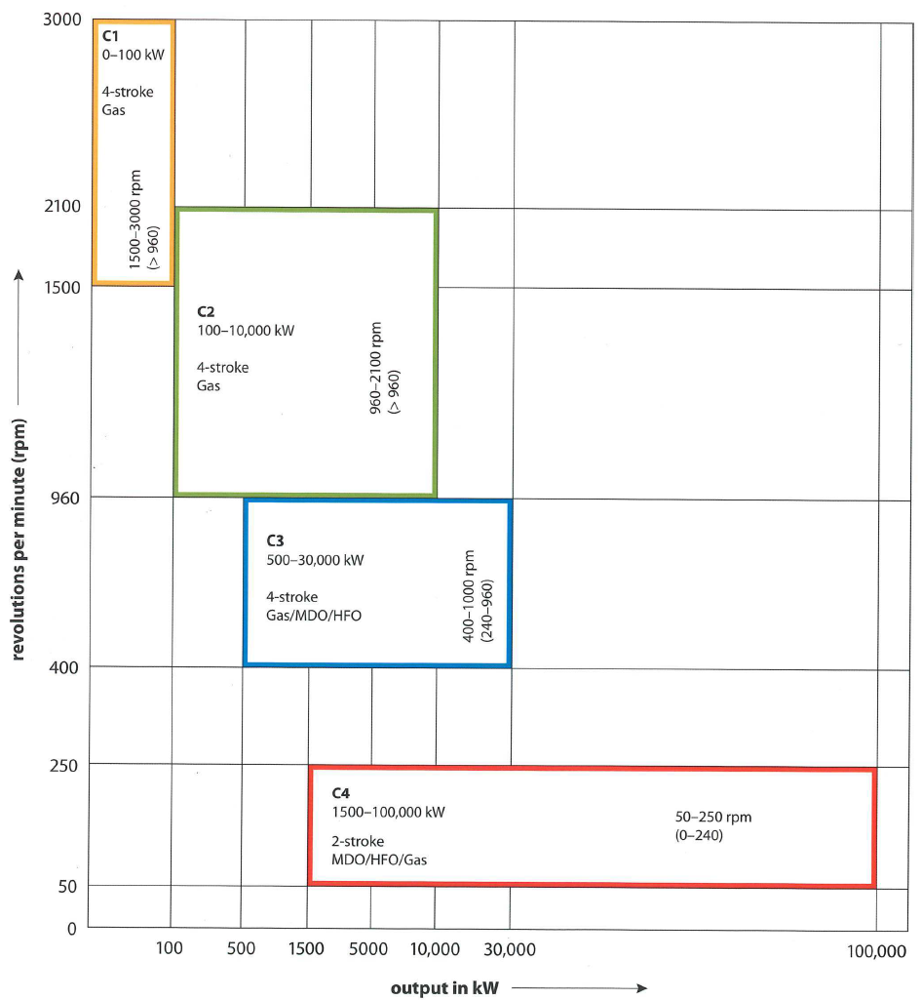 3000
C1
0–100 kW
4-stroke
Gas
1500–3000 rpm
(> 960)
2100
1500
C2
100–10,000 kW
4-stroke
Gas
960–2100 rpm
(> 960)
revolutions per minute (rpm)
960
C3
500–30,000 kW
4-stroke
Gas/MDO/HFO
400–1000 rpm
(240–960)
400
250
C4
1500–100,000 kW
2-stroke
MDO/HFO/Gas
50–250 rpm
(0–240)
50
0
100 500 1500 5000 10,000 30,000 100,000
output in kW